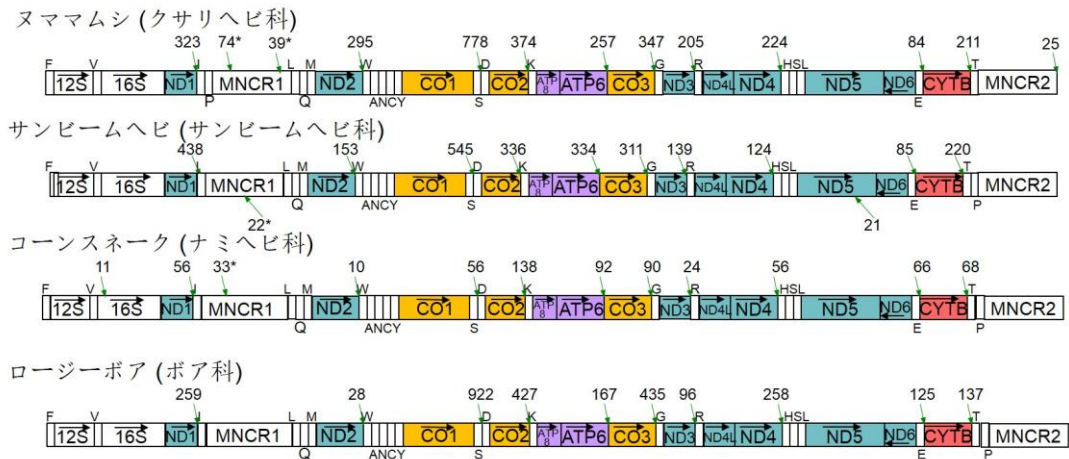 ヌママムシ (クサリヘビ科)
323 74* 39* 295 778 374 257 347 205 224 84 211 25
F V I L M W D K G R HSL T
12S 16S ND1 MNCR1 ND2 CO1 CO2 ATP8 ATP6 CO3 ND3 ND4L ND4 ND5 ND6 CYTB MNCR2
P Q ANCY S E
サンビームヘビ (サンビームヘビ科)
438 153 545 336 334 311 139 124 85 220
F V I L M W D K G R HSL T
12S 16S ND1 MNCR1 ND2 CO1 CO2 ATP8 ATP6 CO3 ND3 ND4L ND4 ND5 ND6 CYTB MNCR2
Q ANCY S E P
22* 21
コーンスネーク (ナミヘビ科)
11 56 33* 10 56 138 92 90 24 56 66 68
F V I L M W D K G R HSL T
12S 16S ND1 MNCR1 ND2 CO1 CO2 ATP8 ATP6 CO3 ND3 ND4L ND4 ND5 ND6 CYTB MNCR2
Q ANCY S E P
ロージーボア (ボア科)
259 28 922 427 167 435 96 258 125 137
F V I L M W D K G R HSL T
12S 16S ND1 MNCR1 ND2 CO1 CO2 ATP8 ATP6 CO3 ND3 ND4L ND4 ND5 ND6 CYTB MNCR2
Q ANCY S E P